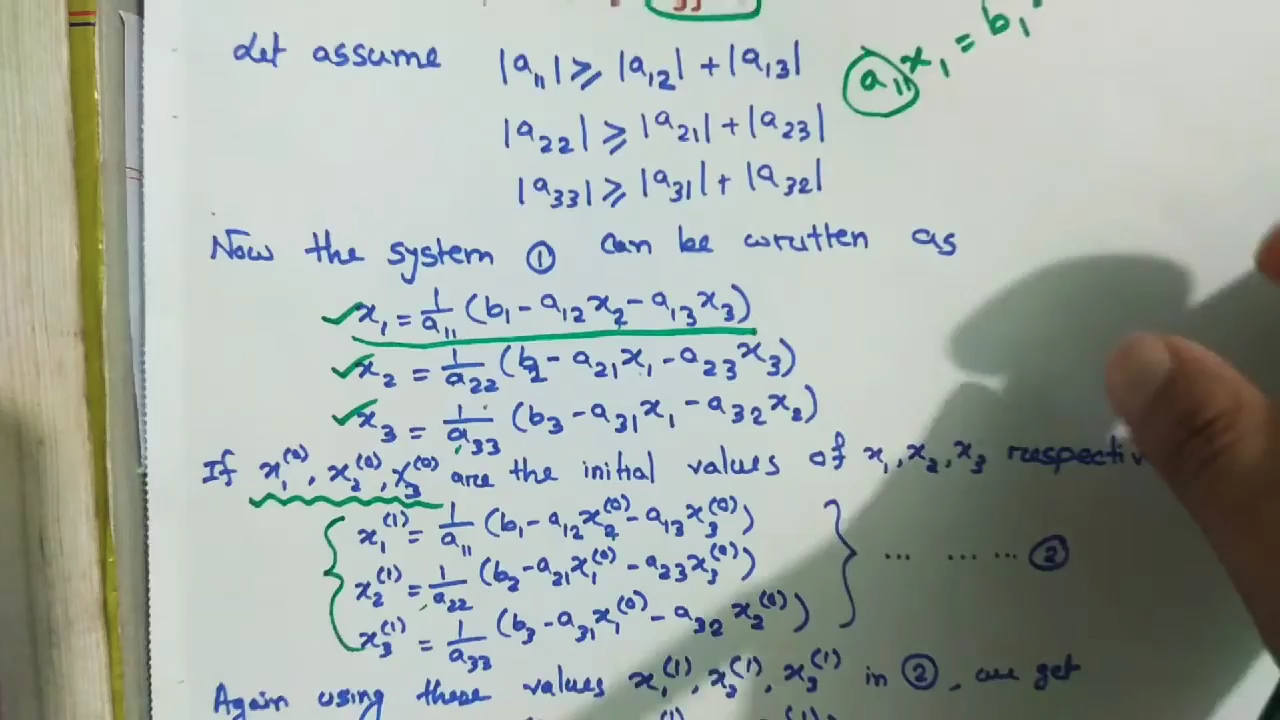 Let assume |a₁₁| ⩾ |a₁₂| + |a₁₃|
a₁₁x₁ = b₁
|a₂₂| ⩾ |a₂₁| + |a₂₃|
|a₃₃| ⩾ |a₃₁| + |a₃₂|
Now the system ① can be wrutten as
x₁ = 1/a₁₁ (b₁ - a₁₂x₂ - a₁₃x₃)
x₂ = 1/a₂₂ (b₂ - a₂₁x₁ - a₂₃x₃)
x₃ = 1/a₃₃ (b₃ - a₃₁x₁ - a₃₂x₂)
If x₁⁽⁰⁾, x₂⁽⁰⁾, x₃⁽⁰⁾ are the initial values of x₁, x₂, x₃ respectiv
x₁⁽¹⁾ = 1/a₁₁ (b₁ - a₁₂x₂⁽⁰⁾ - a₁₃x₃⁽⁰⁾)
x₂⁽¹⁾ = 1/a₂₂ (b₂ - a₂₁x₁⁽⁰⁾ - a₂₃x₃⁽⁰⁾) ... ... ... ②
x₃⁽¹⁾ = 1/a₃₃ (b₃ - a₃₁x₁⁽⁰⁾ - a₃₂x₂⁽⁰⁾)
Again using these values x₁⁽¹⁾, x₂⁽¹⁾, x₃⁽¹⁾ in ②, we get